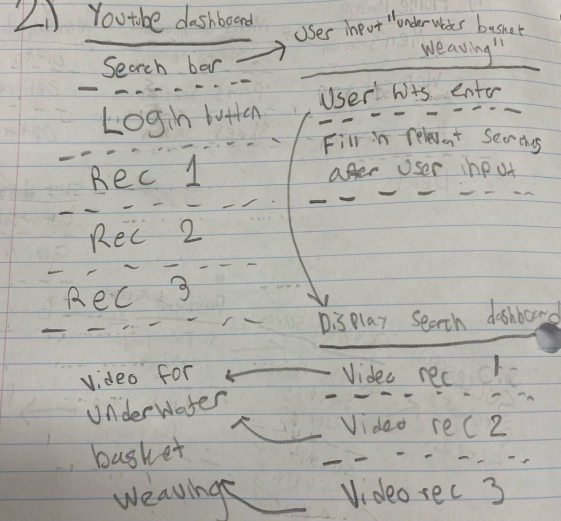 2.)
Youtube dashboard
Search bar
Login button
Rec 1
Rec 2
Rec 3
User input "underwater basket
weaving"
User hits enter
Fill in relevant searches
after user input
Display search dashboard
Video rec 1
Video rec 2
Video rec 3
Video for
underwater
basket
weaving